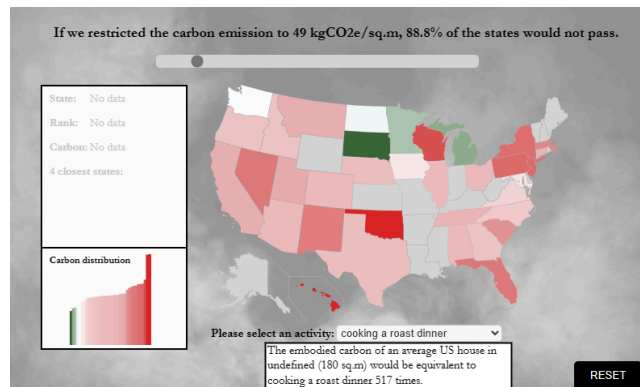 If we restricted the carbon emission to 49 kgCO2e/sq.m, 88.8% of the states would not pass.
State: No data
Rank: No data
Carbon: No data
4 closest states:
Carbon distribution
Please select an activity: cooking a roast dinner
The embodied carbon of an average US house in
undefined (180 sq.m) would be equivalent to
cooking a roast dinner 517 times.
RESET